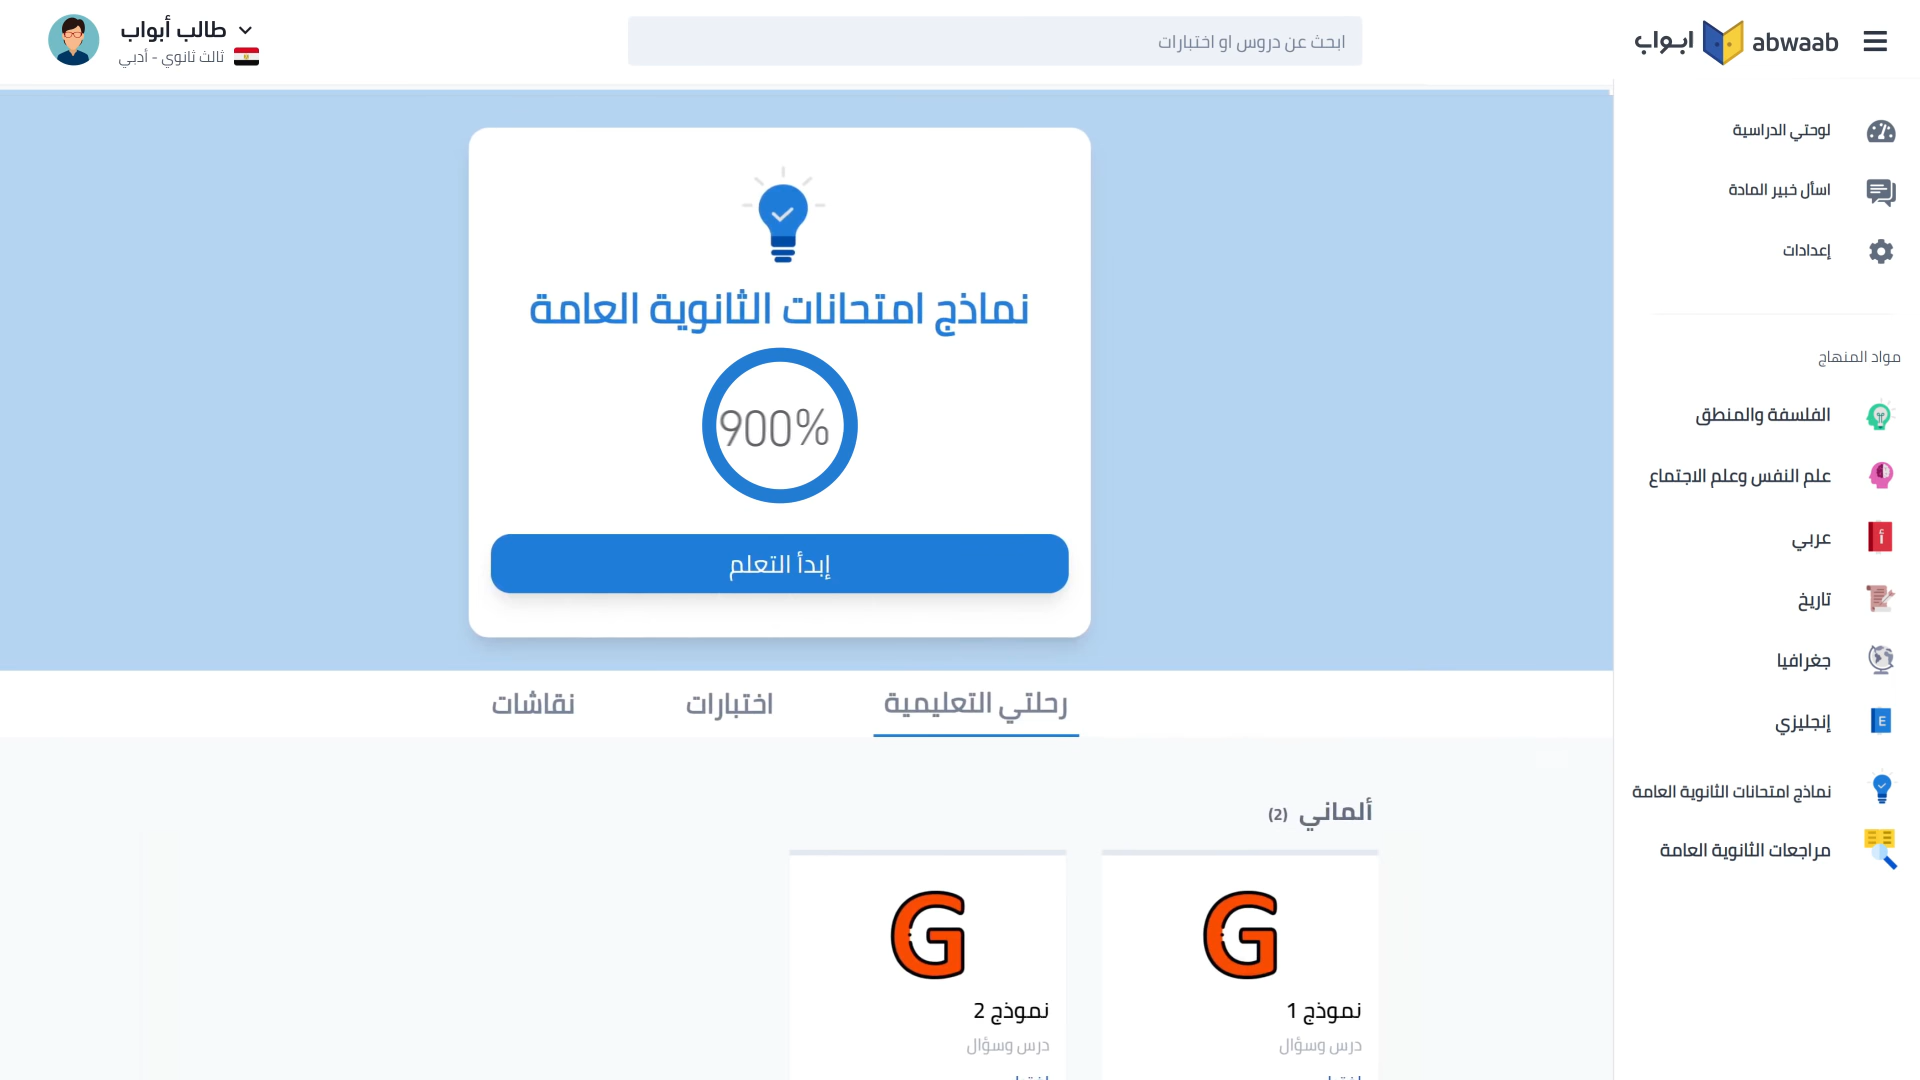 abwaab ابواب
ابحث عن دروس او اختبارات
طالب أبواب
ثالث ثانوي - أدبي
لوحتي الدراسية
اسأل خبير المادة
إعدادات
مواد المنهاج
الفلسفة والمنطق
علم النفس وعلم الاجتماع
أ
عربي
تاريخ
جغرافيا
E
إنجليزي
نماذج امتحانات الثانوية العامة
مراجعات الثانوية العامة
نماذج امتحانات الثانوية العامة
900%
إبدأ التعلم
رحلتي التعليمية
اختبارات
نقاشات
ألماني (2)
G
نموذج 1
درس وسؤال
G
نموذج 2
درس وسؤال